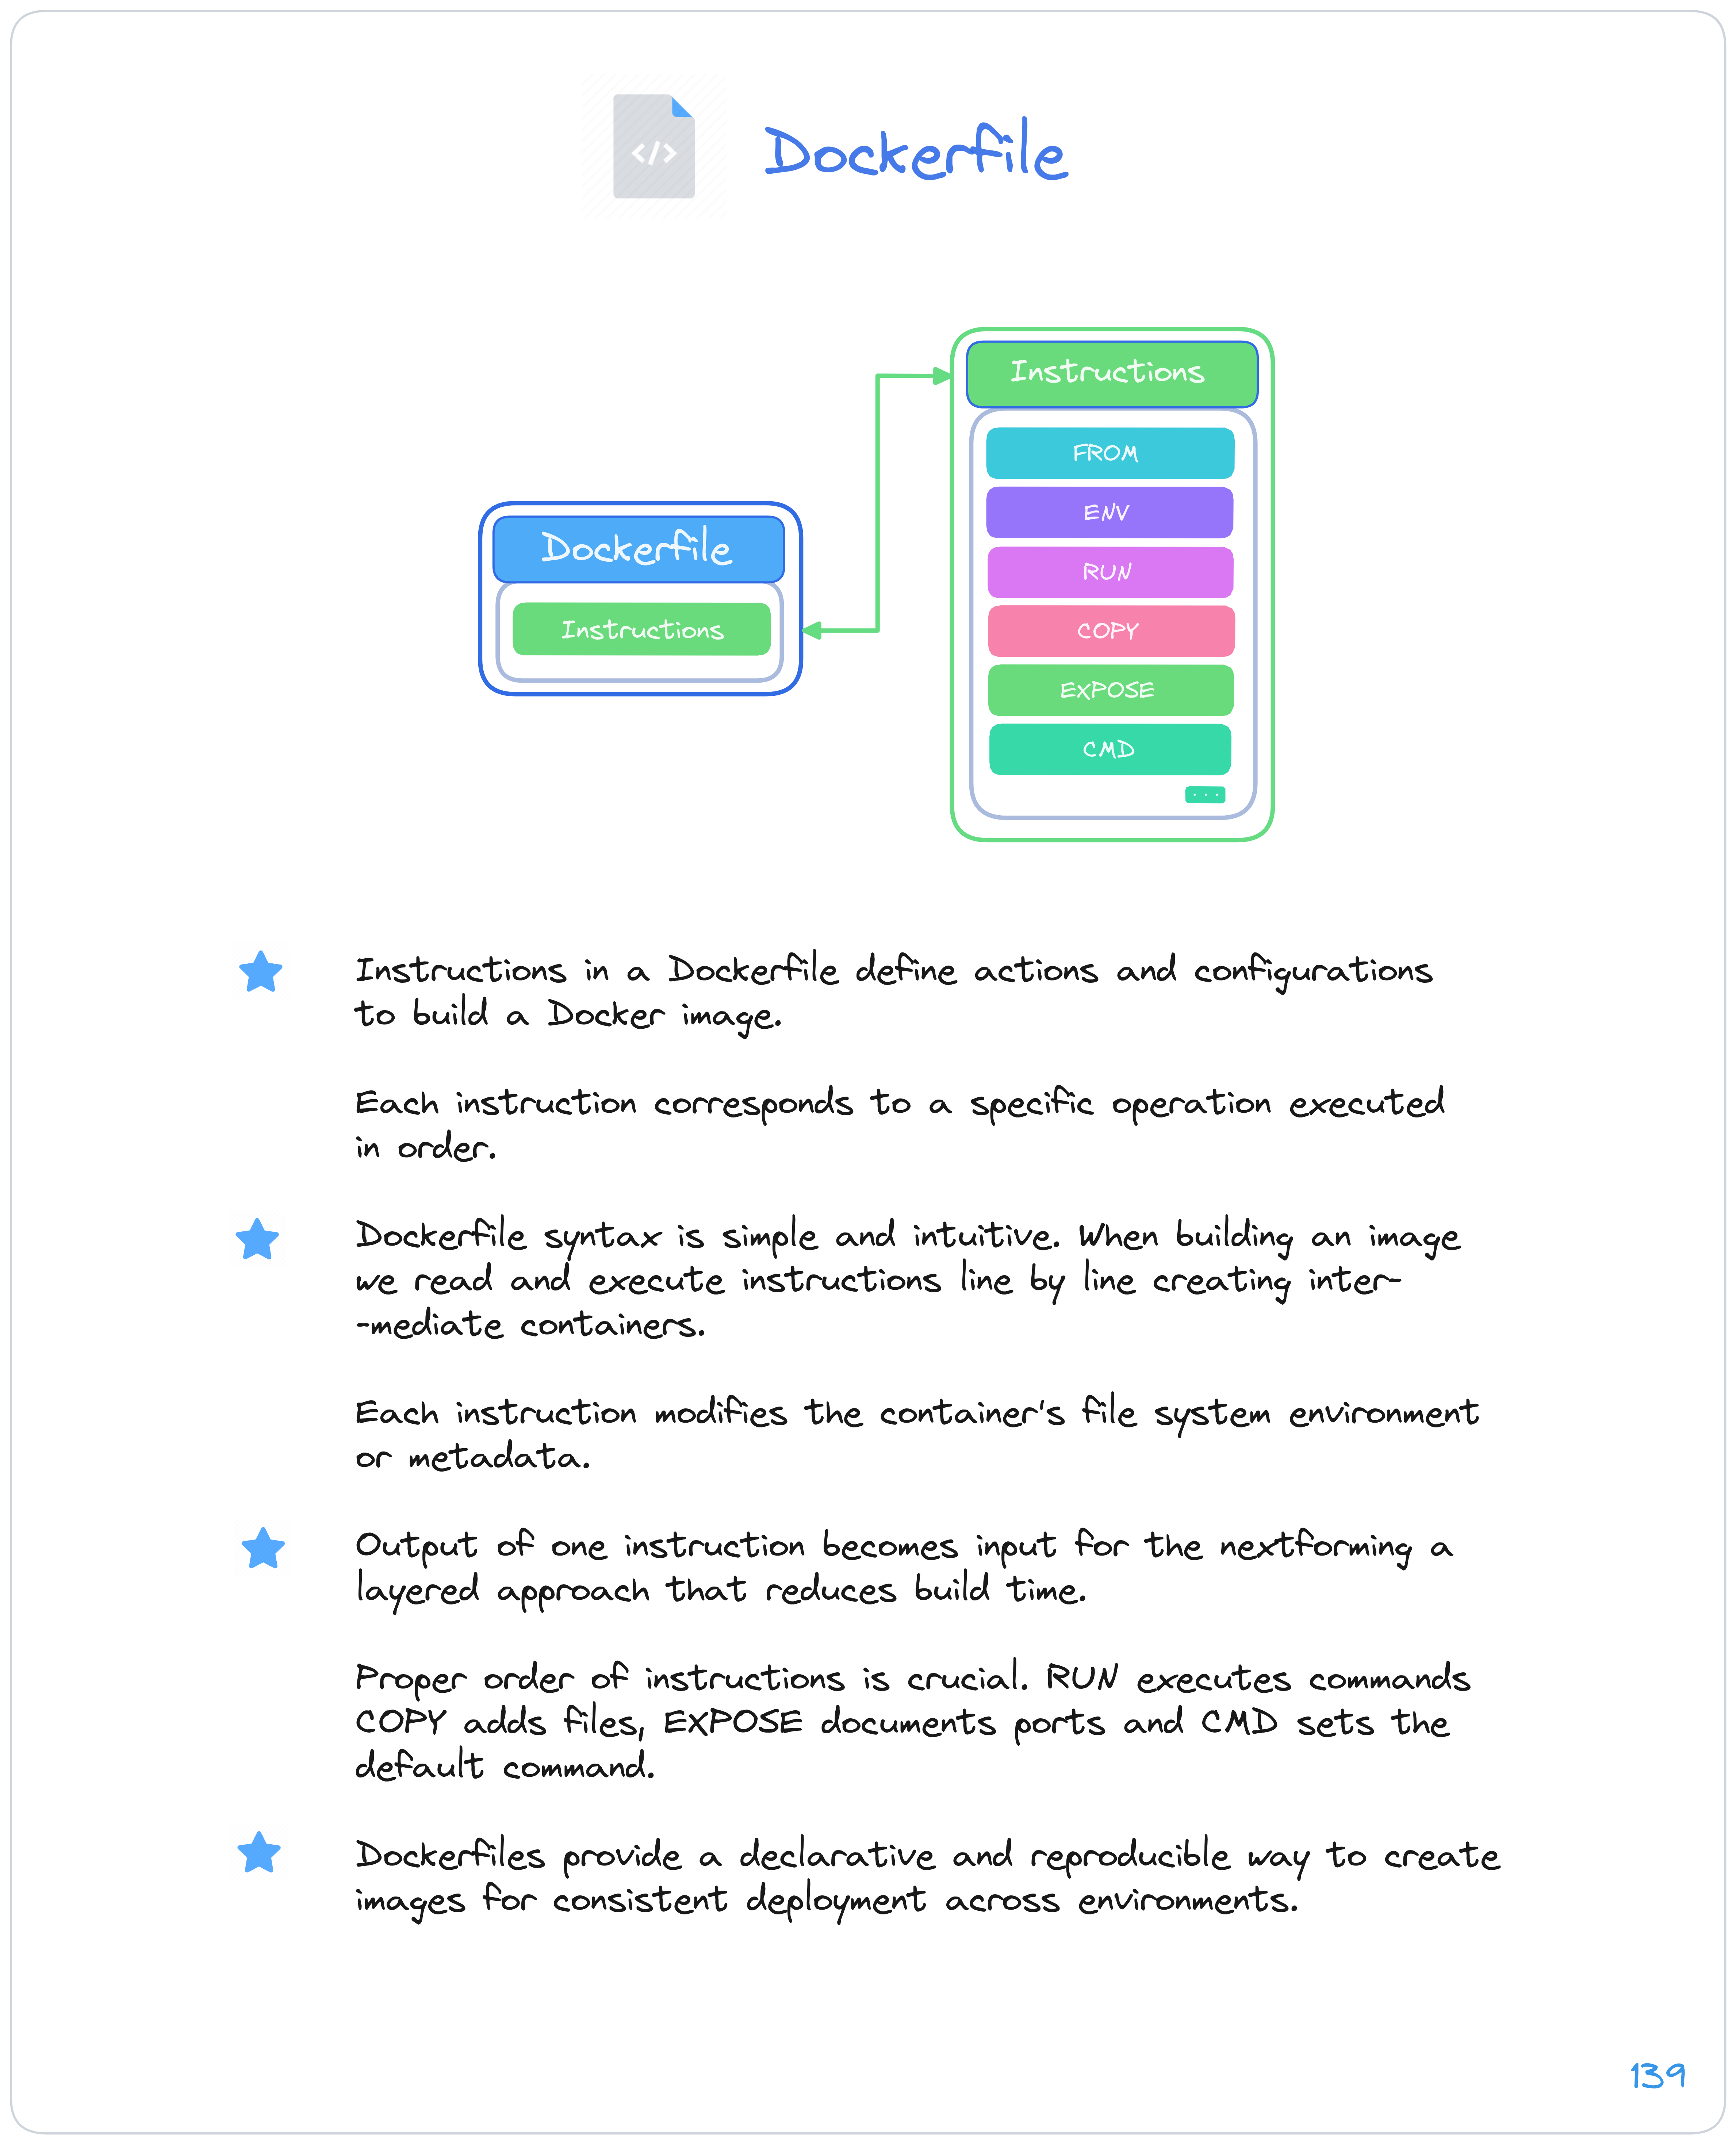 </>
Dockerfile
Instructions
FROM
ENV
RUN
COPY
EXPOSE
CMD
...
Dockerfile
Instructions
Instructions in a Dockerfile define actions and configurations
to build a Docker image.
Each instruction corresponds to a specific operation executed
in order.
Dockerfile syntax is simple and intuitive. When building an image
we read and execute instructions line by line creating inter-
-mediate containers.
Each instruction modifies the container's file system environment
or metadata.
Output of one instruction becomes input for the nextforming a
layered approach that reduces build time.
Proper order of instructions is crucial. RUN executes commands
COPY adds files, EXPOSE documents ports and CMD sets the
default command.
Dockerfiles provide a declarative and reproducible way to create
images for consistent deployment across environments.
139